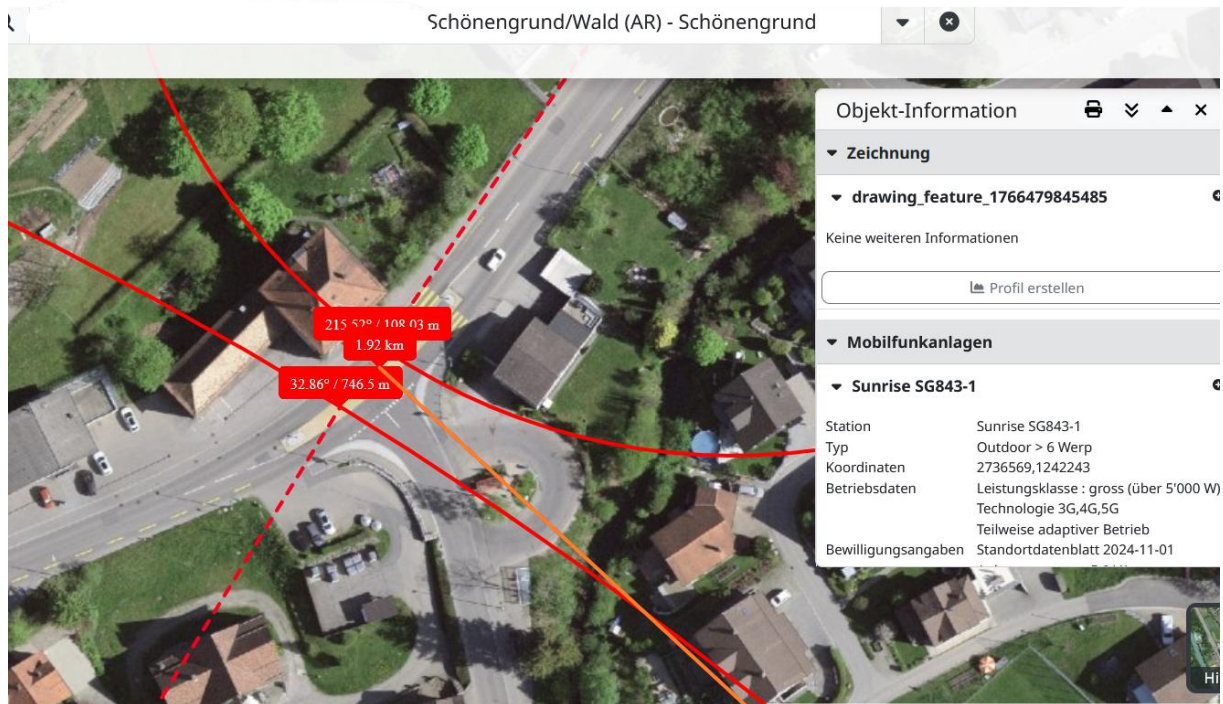 Schönengrund/Wald (AR) - Schönengrund
Objekt-Information
Zeichnung
drawing_feature_1766479845485
Keine weiteren Informationen
Profil erstellen
Mobilfunkanlagen
Sunrise SG843-1
Station Sunrise SG843-1
Typ Outdoor > 6 Werp
Koordinaten 2736569,1242243
Betriebsdaten Leistungsklasse : gross (über 5'000 W)
Technologie 3G,4G,5G
Teilweise adaptiver Betrieb
Bewilligungsangaben Standortdatenblatt 2024-11-01
215.52° / 108.03 m
1.92 km
32.86° / 746.5 m
Hi